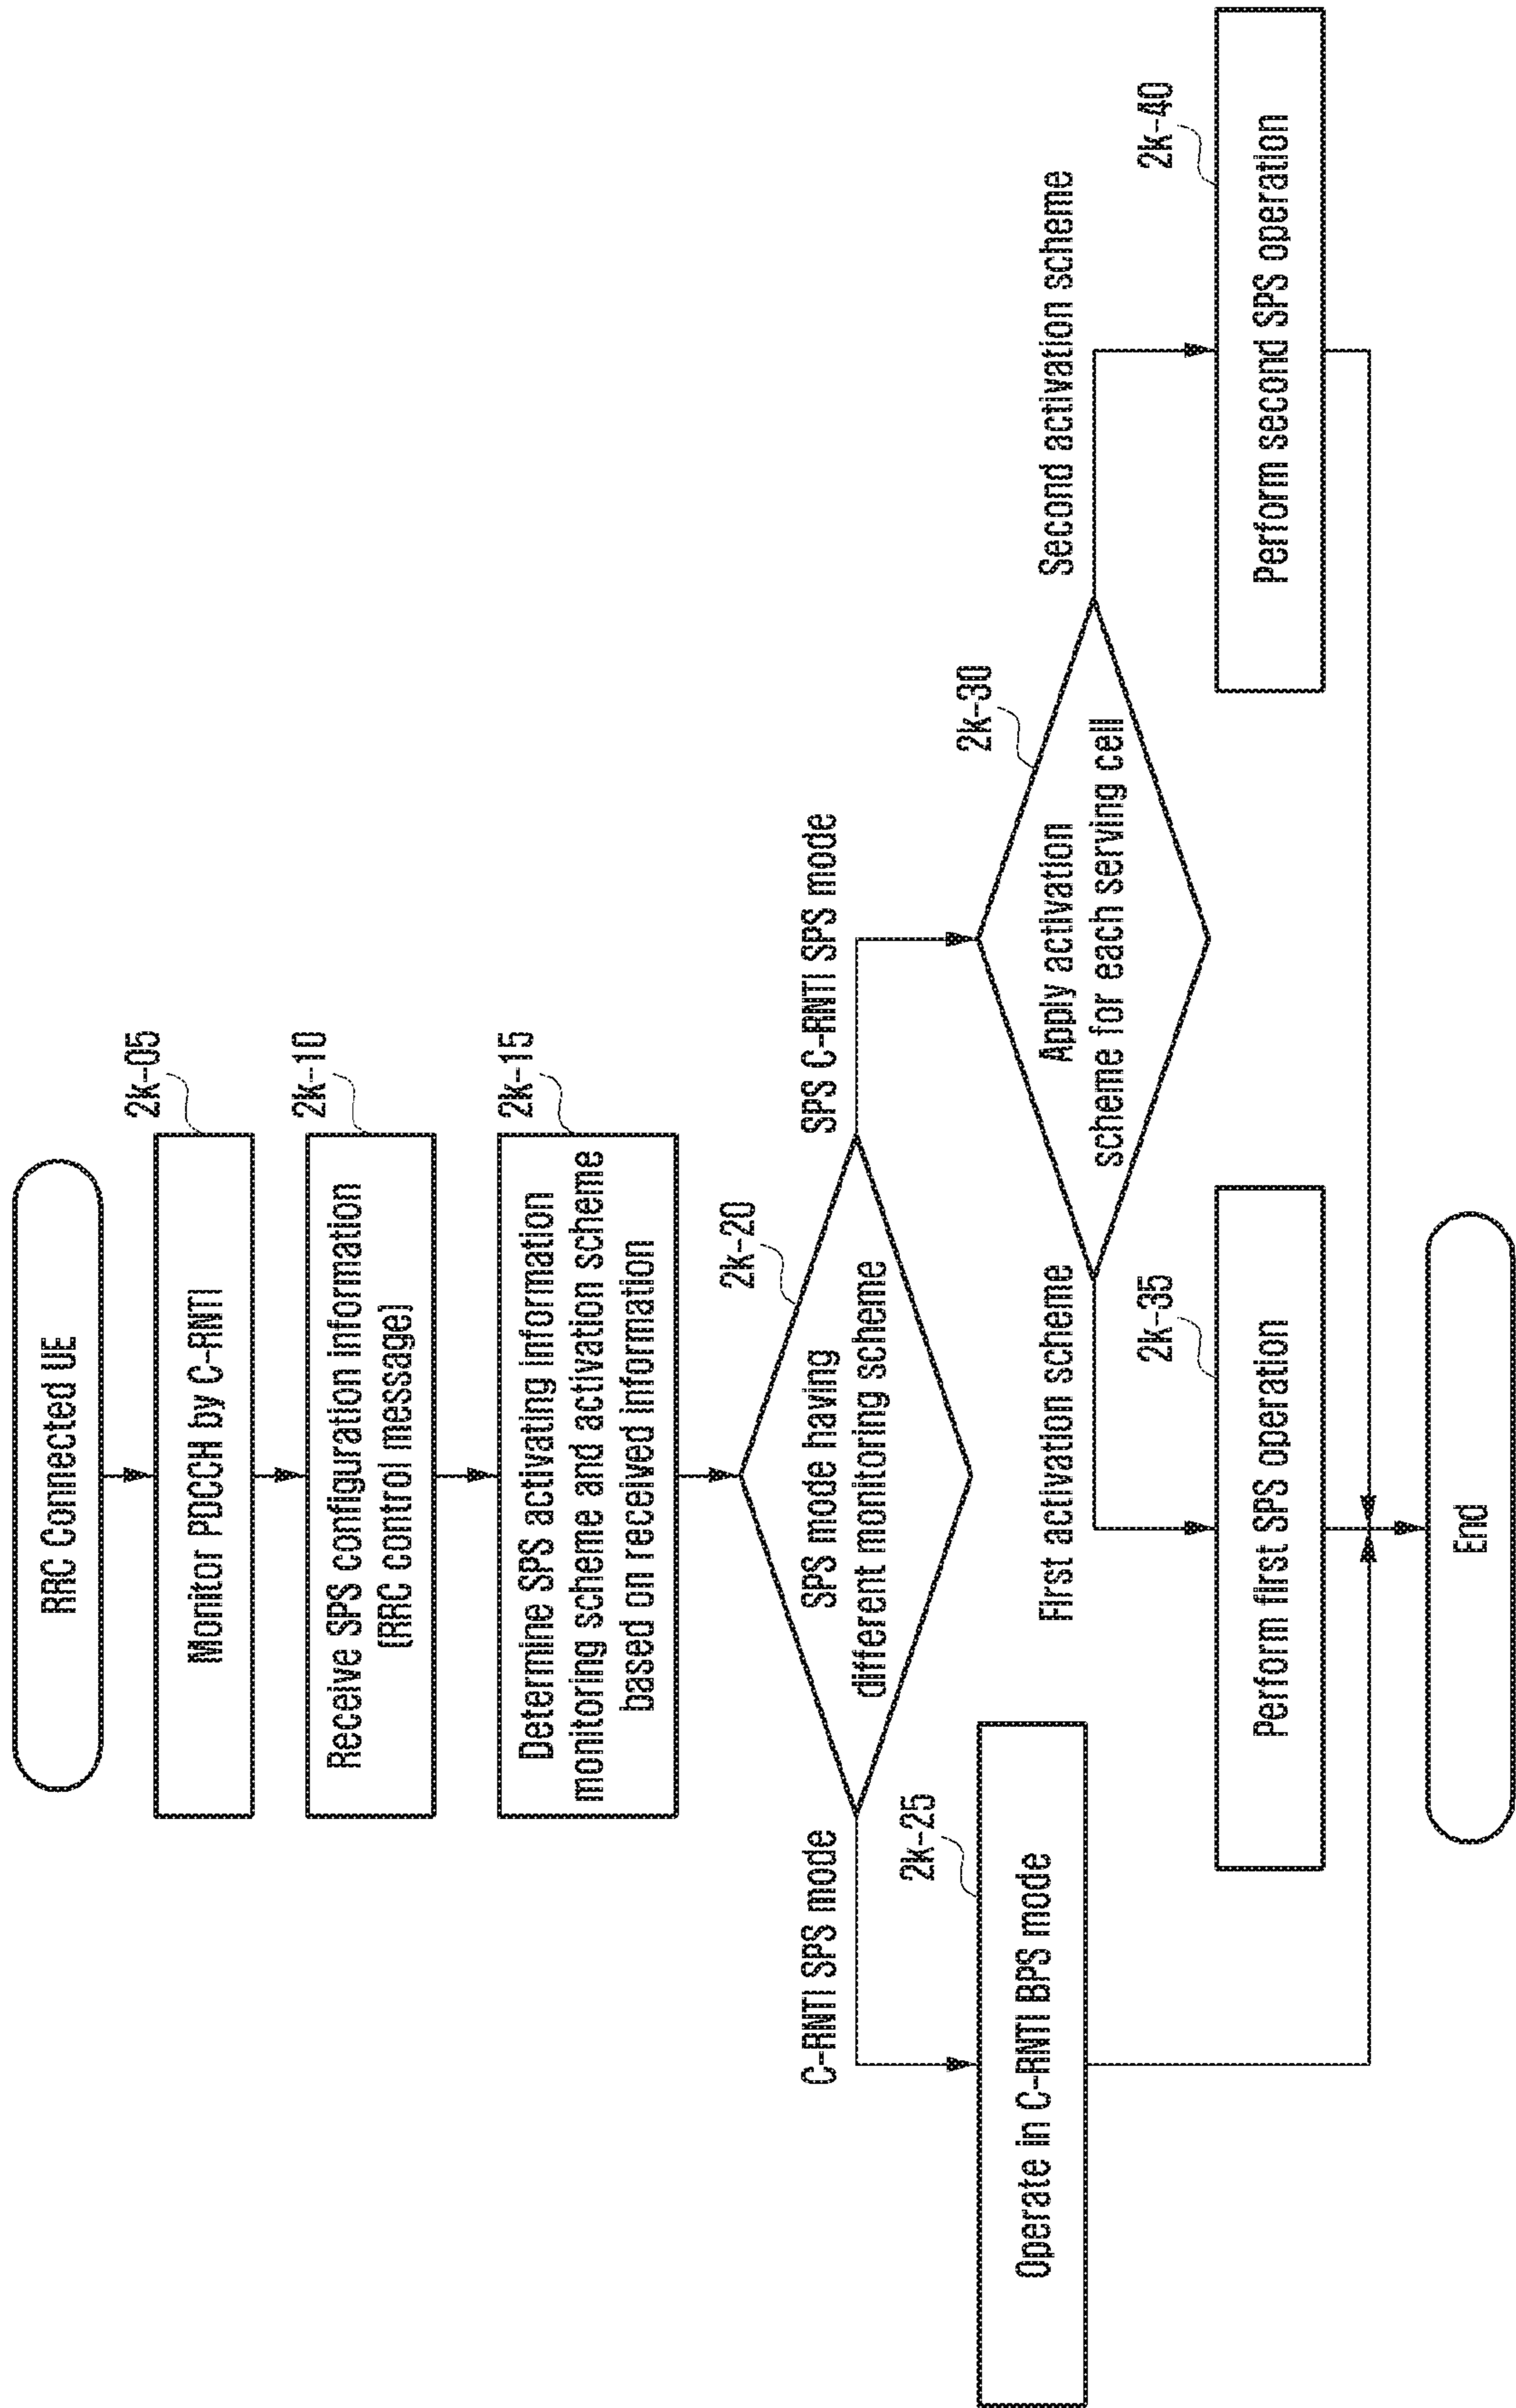 RRC Connected UE
2k-05
Monitor PDCCH by C-RNTI
2k-10
Receive SPS configuration information
(RRC control message)
2k-15
Determine SPS activating information
monitoring scheme and activation scheme
based on received information
2k-20
SPS mode having
different monitoring scheme
C-RNTI SPS mode
SPS C-RNTI SPS mode
2k-25
Operate in C-RNTI BPS mode
2k-30
Apply activation
scheme for each serving cell
First activation scheme
Second activation scheme
2k-35
Perform first SPS operation
2k-40
Perform second SPS operation
End